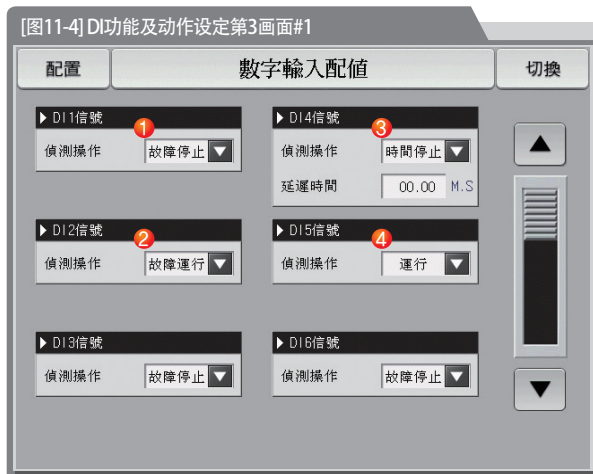 [图11-4] DI功能及动作设定第3画面#1
配置
數字輸入配值
切換
▶ DI1信號
1
偵測操作 故障停止
▶ DI4信號
3
偵測操作 時間停止
延遲時間 00.00 M.S
▶ DI2信號
2
偵測操作 故障運行
▶ DI5信號
4
偵測操作 運行
▶ DI3信號
偵測操作 故障停止
▶ DI6信號
偵測操作 故障停止